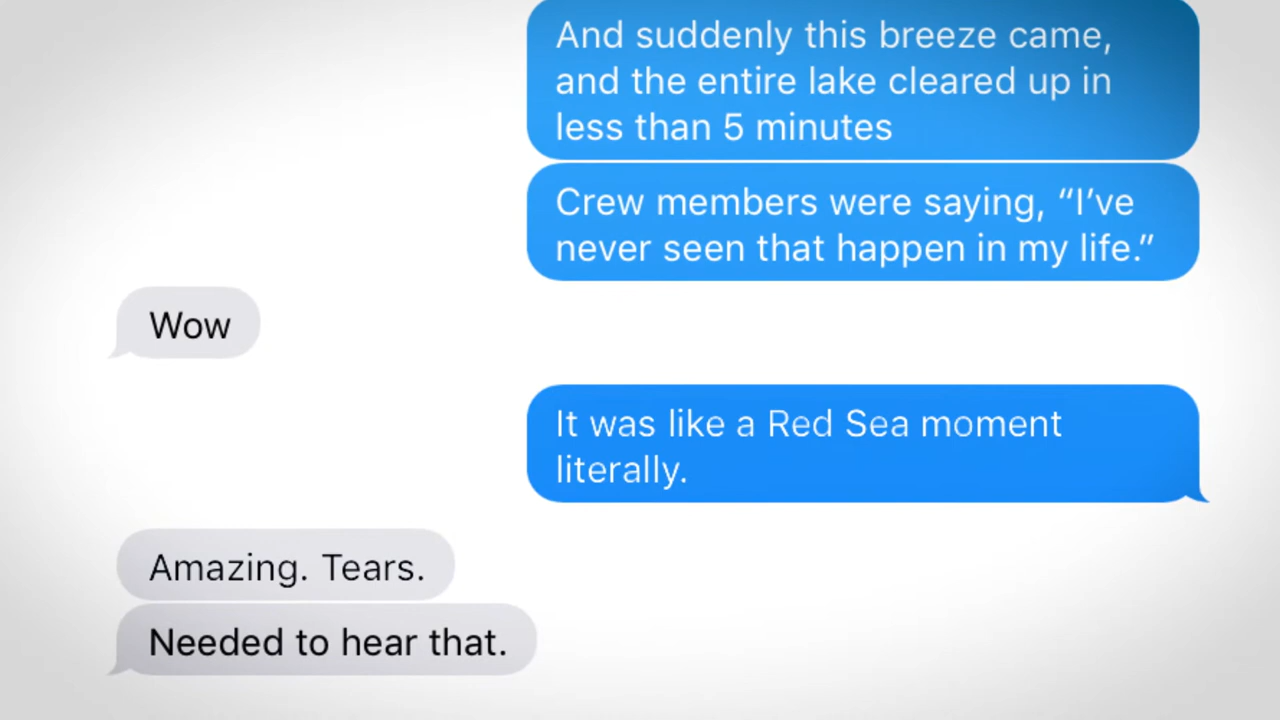 And suddenly this breeze came,
and the entire lake cleared up in
less than 5 minutes
Crew members were saying, “I’ve
never seen that happen in my life.”
Wow
It was like a Red Sea moment
literally.
Amazing. Tears.
Needed to hear that.